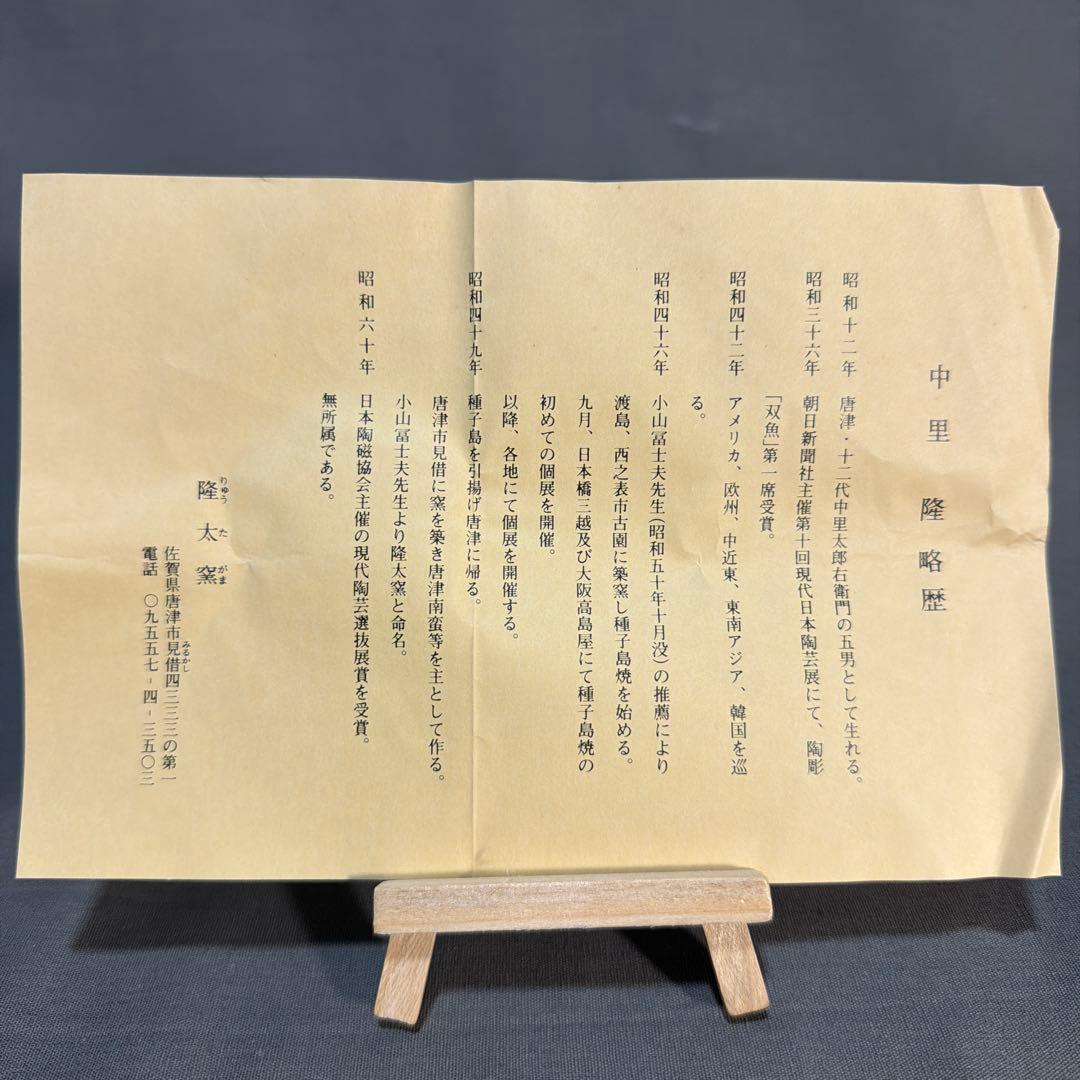 中里 隆 略歴
昭和十二年 唐津・十二代中里太郎右衛門の五男として生れる。
昭和三十六年 朝日新聞社主催第十回現代日本陶芸展にて、陶彫
「双魚」第一席受賞。
昭和四十二年 アメリカ、欧州、中近東、東南アジア、韓国を巡
る。
昭和四十六年 小山冨士夫先生(昭和五十年十月没)の推薦により
渡島、西之表市古園に築窯し種子島焼を始める。
九月、日本橋三越及び大阪高島屋にて種子島焼の
初めての個展を開催。
以降、各地にて個展を開催する。
昭和四十九年 種子島を引揚げ唐津に帰る。
唐津市見借に窯を築き唐津南蛮等を主として作る。
小山冨士夫先生より隆太窯と命名。
昭和六十年 日本陶磁協会主催の現代陶芸選抜展賞を受賞。
無所属である。
隆太窯
りゅうたがま
佐賀県唐津市見借四三三三の第一
みるかし
電話 〇九五五七-四-三五〇三